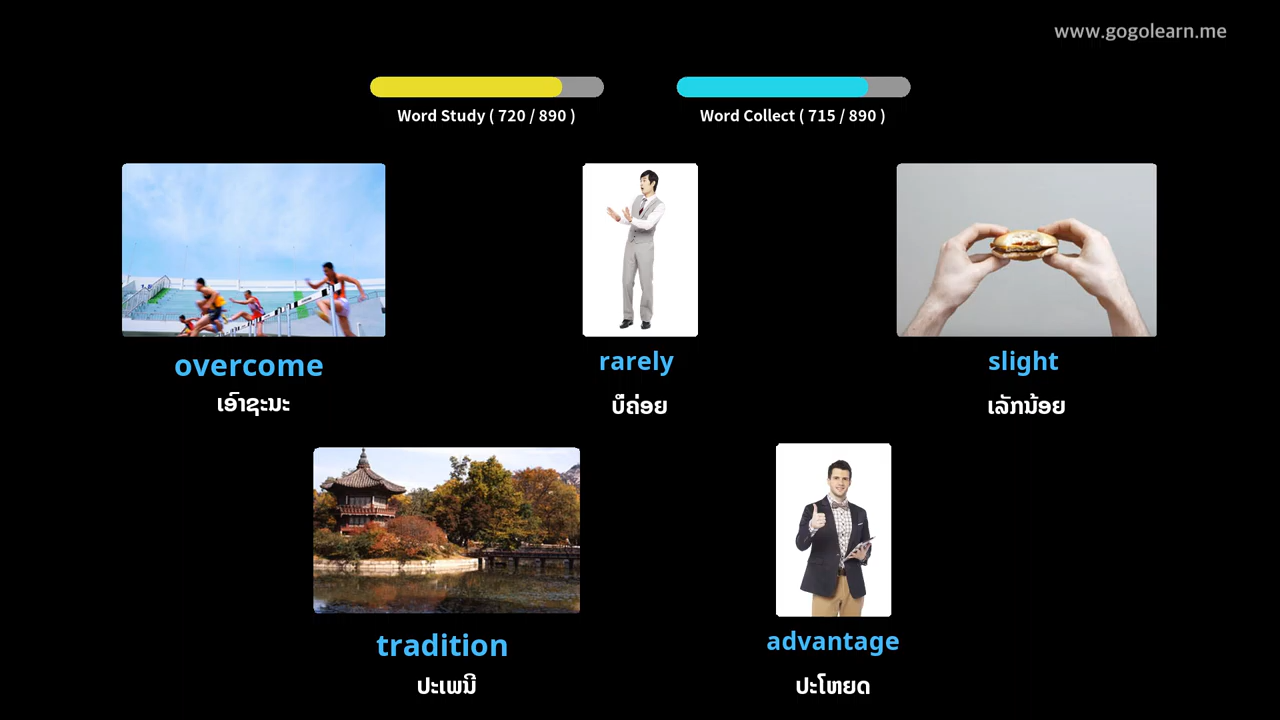 www.gogolearn.me
Word Study ( 720 / 890 )
Word Collect ( 715 / 890 )
overcome
ເອົາຊະນະ
rarely
ບໍ່ຄ່ອຍ
slight
ເລັກນ້ອຍ
tradition
ປະເພນີ
advantage
ປະໂຫຍດ